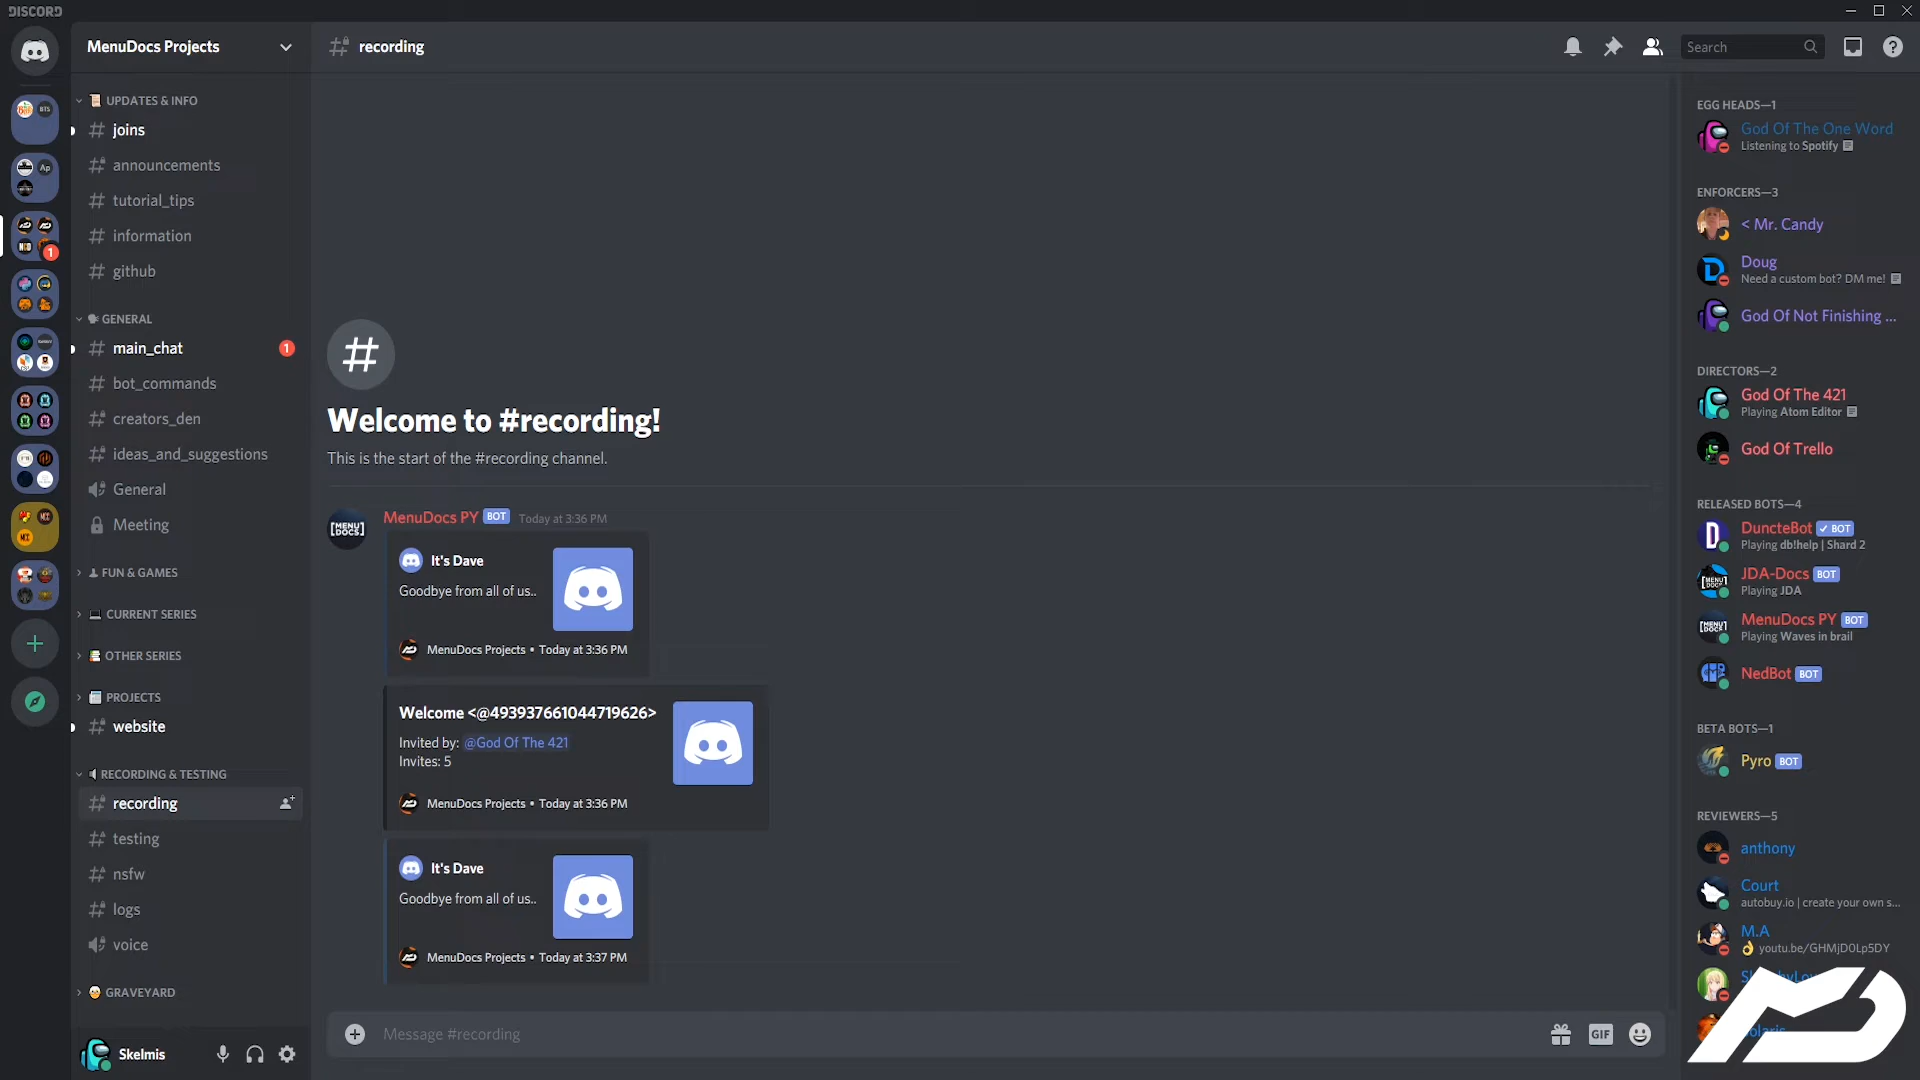 DISCORD
MenuDocs Projects
recording
Search
UPDATES & INFO
joins
announcements
tutorial_tips
information
github
GENERAL
main_chat
1
bot_commands
creators_den
ideas_and_suggestions
General
Meeting
FUN & GAMES
CURRENT SERIES
OTHER SERIES
PROJECTS
website
RECORDING & TESTING
recording
testing
nsfw
logs
voice
GRAVEYARD
Skelmis
BTS
Ap
1
Welcome to #recording!
This is the start of the #recording channel.
[MENU]
DOCS
MenuDocs PY BOT Today at 3:36 PM
It's Dave
Goodbye from all of us..
MenuDocs Projects • Today at 3:36 PM
Welcome <@493937661044719626>
Invited by: @God Of The 421
Invites: 5
MenuDocs Projects • Today at 3:36 PM
It's Dave
Goodbye from all of us..
MenuDocs Projects • Today at 3:37 PM
Message #recording
GIF
EGG HEADS—1
God Of The One Word
Listening to Spotify
ENFORCERS—3
< Mr. Candy
Doug
Need a custom bot? DM me!
God Of Not Finishing ...
DIRECTORS—2
God Of The 421
Playing Atom Editor
God Of Trello
RELEASED BOTS—4
DuncteBot ✓ BOT
Playing db!help | Shard 2
JDA-Docs BOT
Playing JDA
MenuDocs PY BOT
Playing Waves in brail
NedBot BOT
BETA BOTS—1
Pyro BOT
REVIEWERS—5
anthony
Court
autobuy.io | create your own s...
M.A
👌 youtu.be/GHMjD0Lp5DY